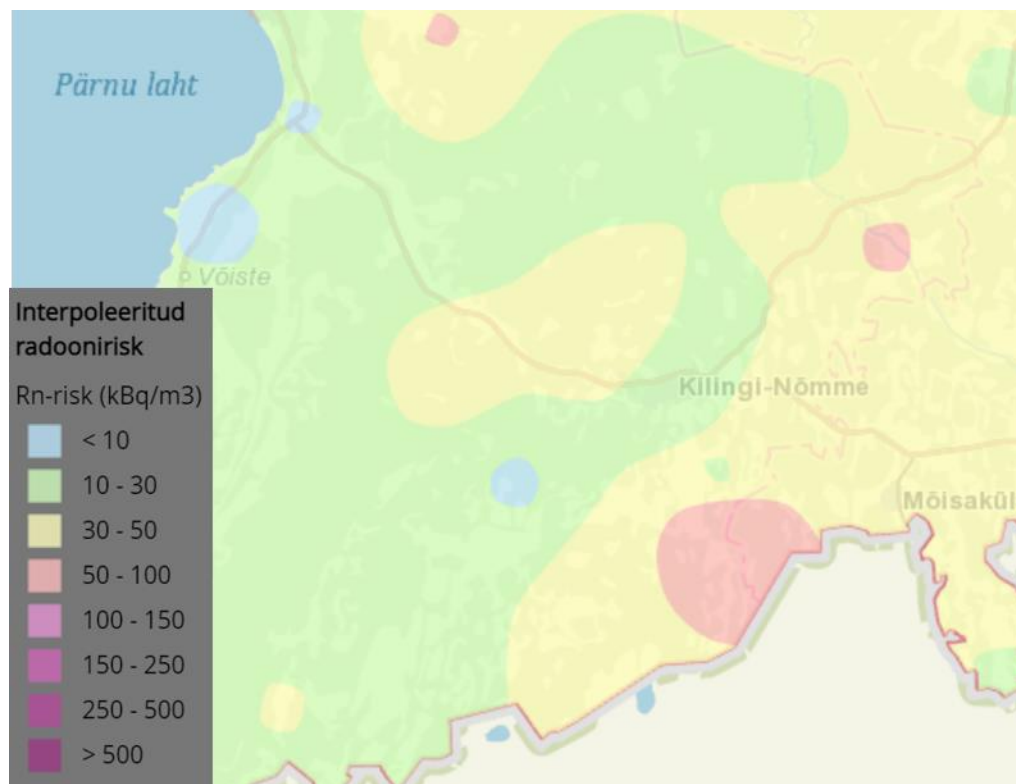 Pärnu laht
Võiste
Kilingi-Nõmme
Mõisakül
Interpoleeritud
radoonirisk
Rn-risk (kBq/m3)
< 10
10 - 30
30 - 50
50 - 100
100 - 150
150 - 250
250 - 500
> 500